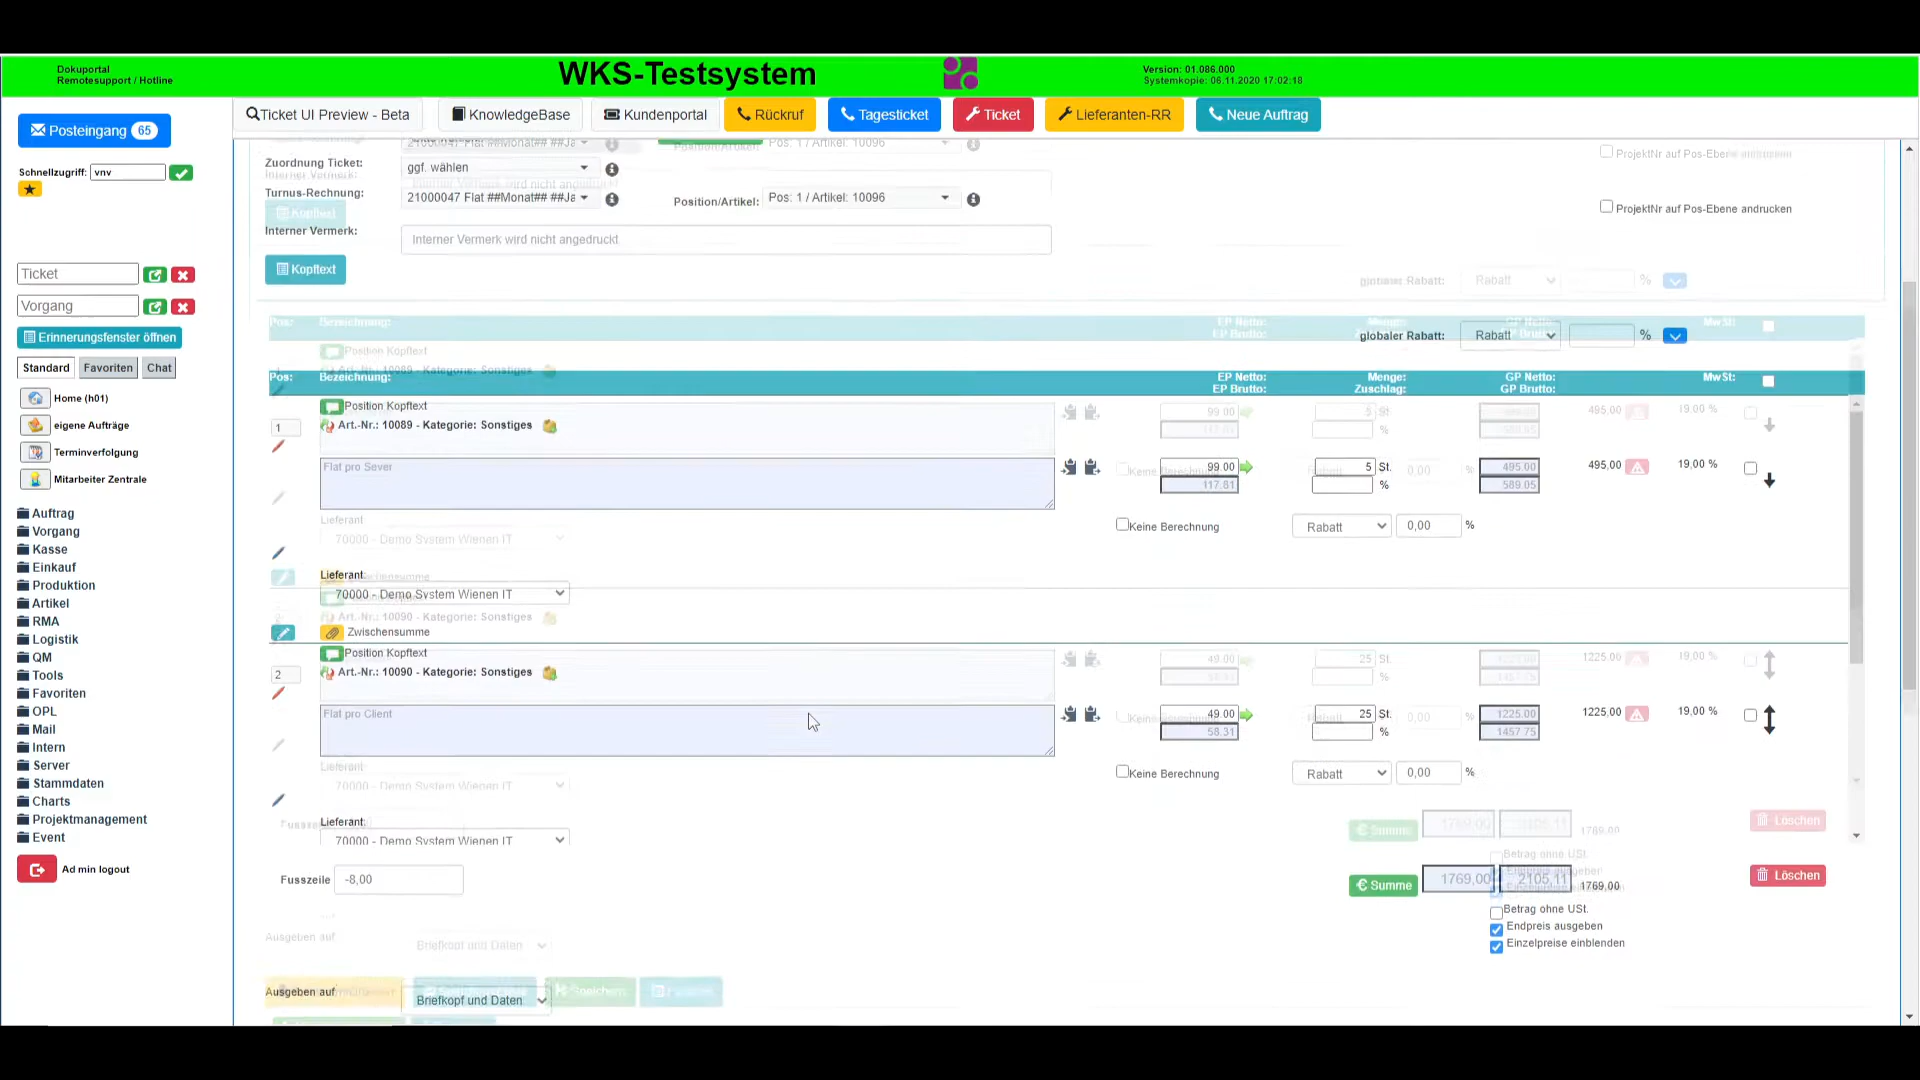 Dokuportal
Remotesupport / Hotline
WKS-Testsystem
Version: 01.086.000
Systemkopie: 06.11.2020 17:02:18
Posteingang 65
Ticket UI Preview - Beta
KnowledgeBase
Kundenportal
Rückruf
Tagesticket
Ticket
Lieferanten-RR
Neue Auftrag
Schnellzugriff: vnv
Zuordnung Ticket: ggf. wählen
ProjektNr auf Pos-Ebene andrucken
Turnus-Rechnung: 21000047 Flat ##Monat## ##Ja
Position/Artikel: Pos: 1 / Artikel: 10096
ProjektNr auf Pos-Ebene andrucken
Interner Vermerk: Interner Vermerk wird nicht angedruckt
Kopftext
Kopftext
Ticket
Vorgang
Erinnerungsfenster öffnen
Standard Favoriten Chat
Home (h01)
eigene Aufträge
Terminverfolgung
Mitarbeiter Zentrale
Auftrag
Vorgang
Kasse
Einkauf
Produktion
Artikel
RMA
Logistik
QM
Tools
Favoriten
OPL
Mail
Intern
Server
Stammdaten
Charts
Projektmanagement
Event
Ad min logout
globaler Rabatt: Rabatt %
globaler Rabatt: Rabatt %
Pos: Bezeichnung: EP Netto: Menge: GP Netto: MwSt:
EP Brutto: Zuschlag: GP Brutto:
Position Kopftext
1 Art.-Nr.: 10089 - Kategorie: Sonstiges
Flat pro Sever
99.00 5 St. 495.00 495,00 19,00 %
117.81 % 589.05
Keine Berechnung Rabatt 0,00 %
Lieferant:
70000 - Demo System Wienen IT
Zwischensumme
Position Kopftext
2 Art.-Nr.: 10090 - Kategorie: Sonstiges
Flat pro Client
49.00 25 St. 1225.00 1225,00 19,00 %
58.31 % 1457.75
Keine Berechnung Rabatt 0,00 %
Lieferant:
70000 - Demo System Wienen IT
Fusszeile -8,00
€ Summe 1769,00 2105,11 1769,00
Löschen
Löschen
Betrag ohne USt.
Endpreis ausgeben
Einzelpreise einblenden
Ausgeben auf: Briefkopf und Daten